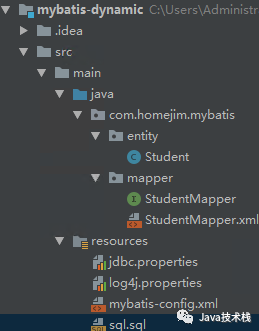 mybatis-dynamic C:\Users\Administr
.idea
src
main
java
com.homejim.mybatis
entity
Student
mapper
StudentMapper
StudentMapper.xml
resources
jdbc.properties
log4j.properties
mybatis-config.xml
sql.sql
Java技术栈